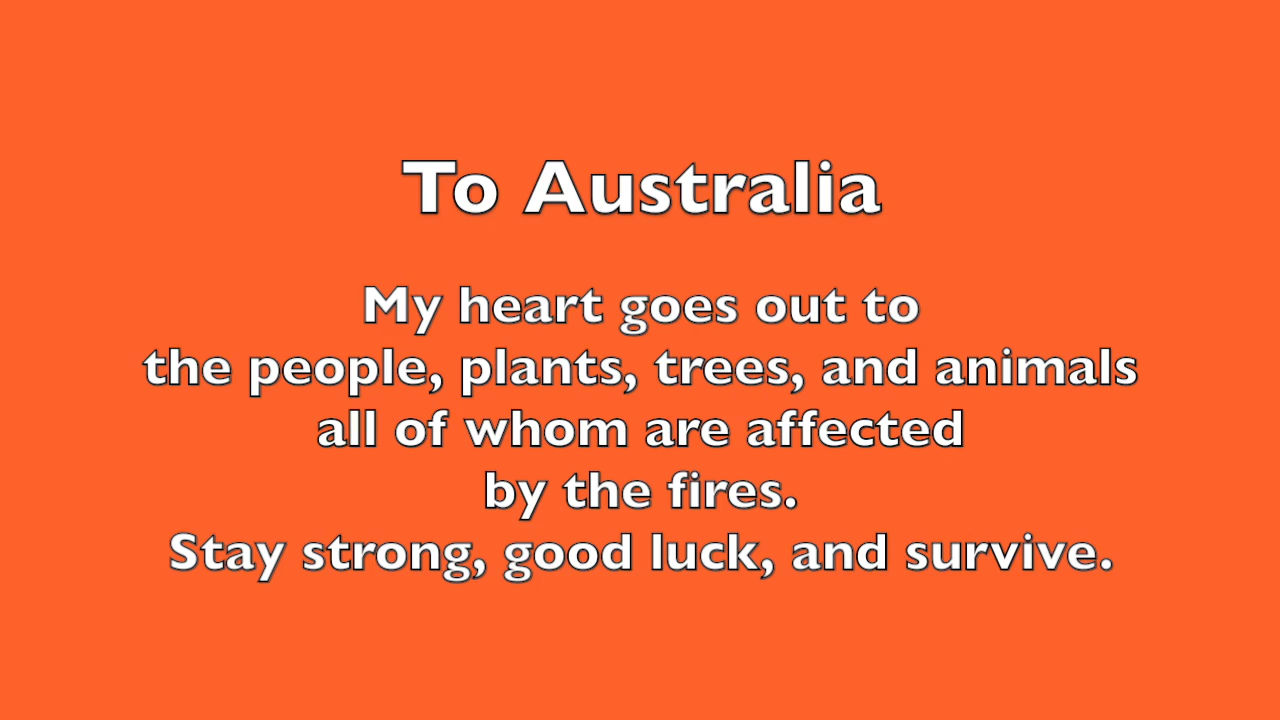 To Australia
My heart goes out to
the people, plants, trees, and animals
all of whom are affected
by the fires.
Stay strong, good luck, and survive.